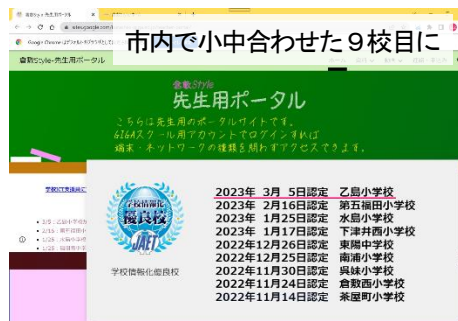 倉敷Style-先生用ポータル
市内で小中合わせた９校目に
倉敷Style-先生用ポータル
倉敷Style
先生用ポータル
こちらは先生用のポータルサイトです。
GIGAスクール用アカウントでログインすれば
端末・ネットワークの種類を問わずアクセスできます。
学校情報化
優良校
JAET
学校情報化優良校
2023年 3月 5日認定 乙島小学校
2023年 2月16日認定 第五福田小学校
2023年 1月25日認定 水島小学校
2023年 1月17日認定 下津井西小学校
2022年12月26日認定 東陽中学校
2022年12月25日認定 南浦小学校
2022年11月30日認定 呉妹小学校
2022年11月24日認定 倉敷西小学校
2022年11月14日認定 茶屋町小学校